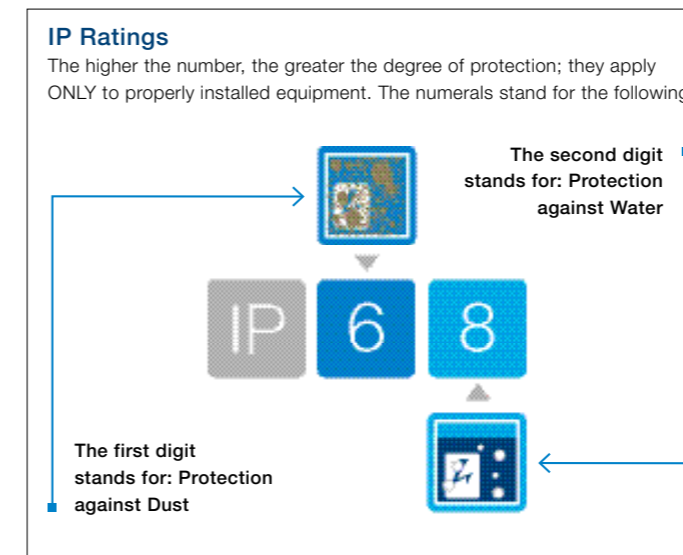 IP Ratings
The higher the number, the greater the degree of protection; they apply
ONLY to properly installed equipment. The numerals stand for the following
The second digit
stands for: Protection
against Water
IP 6 8
The first digit
stands for: Protection
against Dust